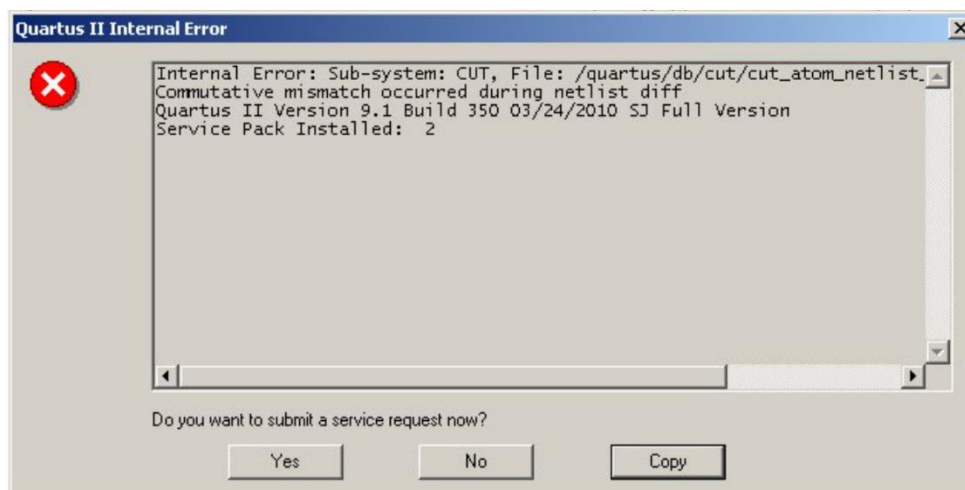 Quartus II Internal Error
Internal Error: Sub-system: CUT, File: /quartus/db/cut/cut_atom_netlist_
Commutative mismatch occurred during netlist diff
Quartus II Version 9.1 Build 350 03/24/2010 SJ Full Version
Service Pack Installed:  2
Do you want to submit a service request now?
Yes
No
Copy